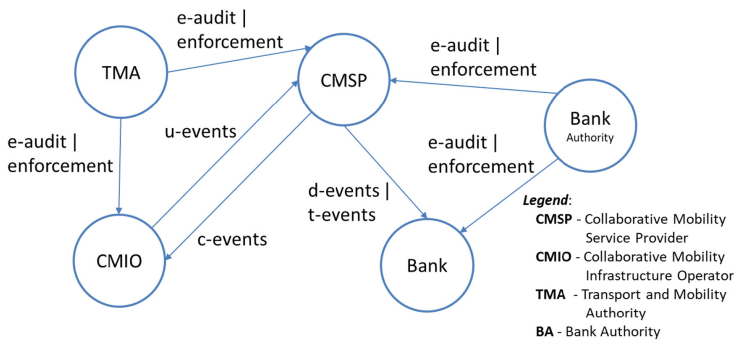 e-audit |
enforcement
TMA
CMSP
e-audit |
enforcement
Bank
Authority
e-audit |
enforcement
u-events
e-audit |
enforcement
d-events |
t-events
c-events
CMIO
Bank
Legend:
CMSP - Collaborative Mobility
Service Provider
CMIO - Collaborative Mobility
Infrastructure Operator
TMA - Transport and Mobility
Authority
BA - Bank Authority